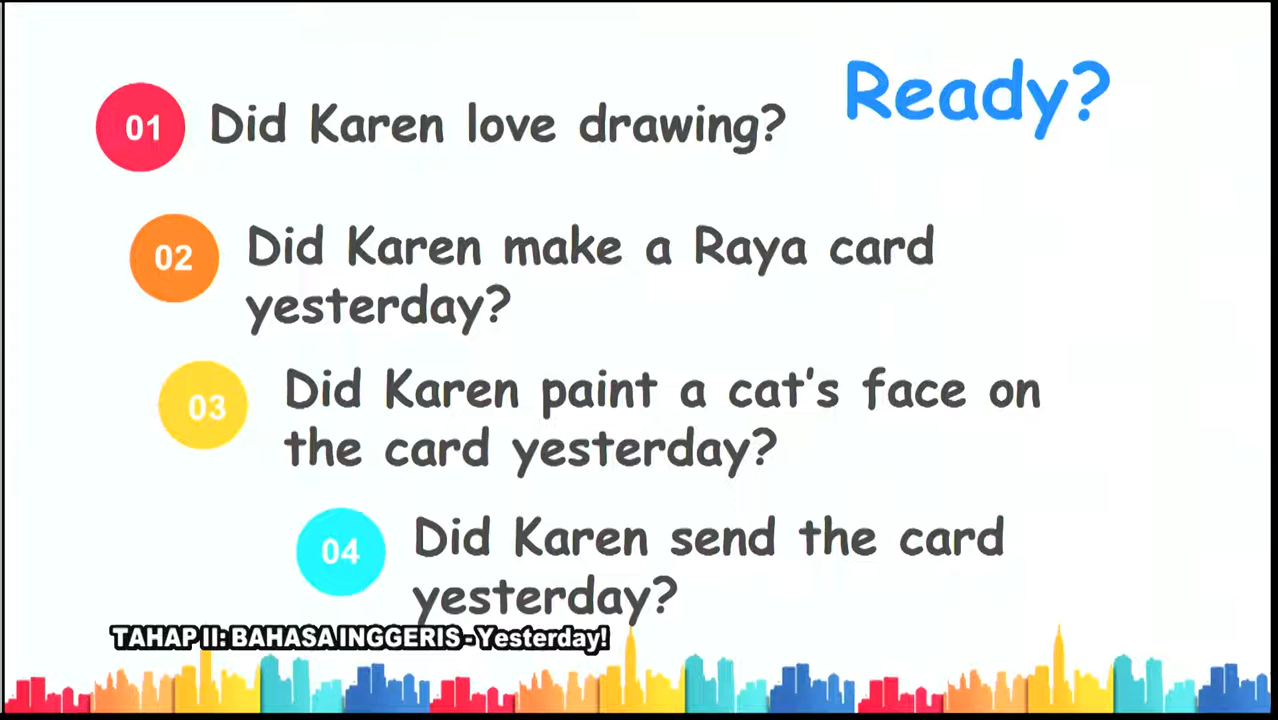 Ready?
01 Did Karen love drawing?
02 Did Karen make a Raya card
yesterday?
03 Did Karen paint a cat's face on
the card yesterday?
04 Did Karen send the card
yesterday?
TAHAP II: BAHASA INGGERIS - Yesterday!